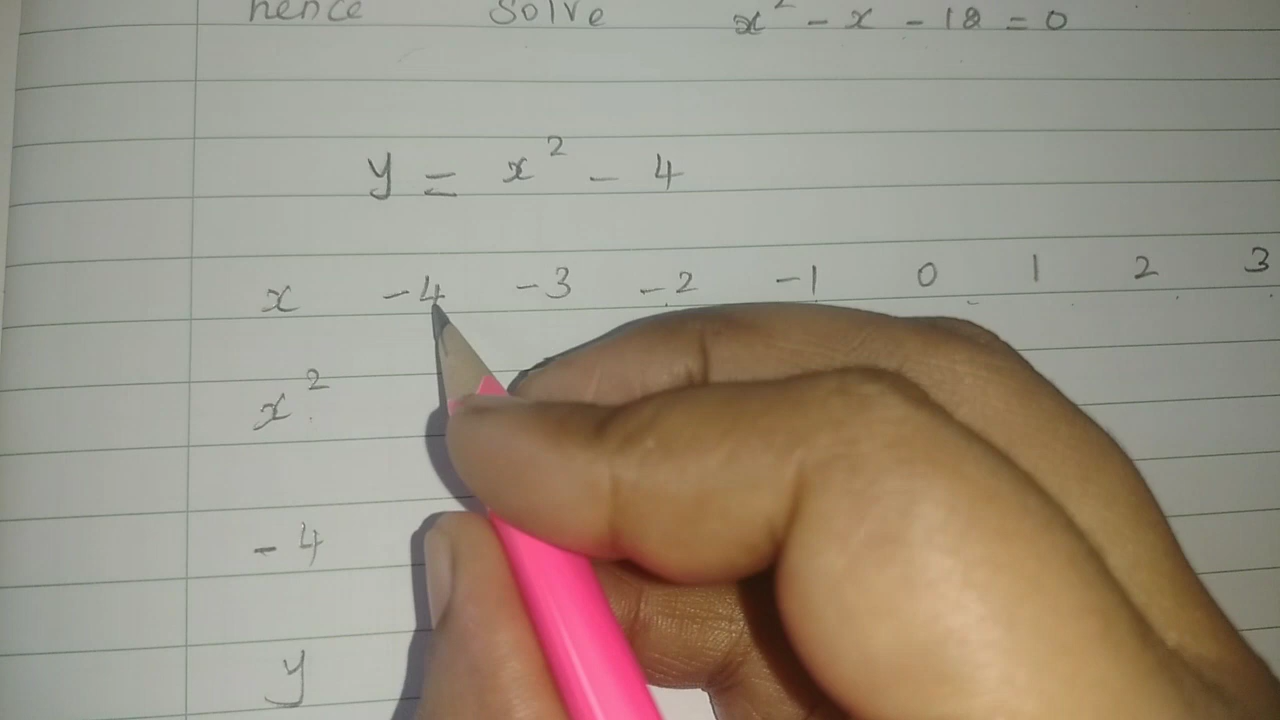 hence solve x² - x - 18 = 0
y = x² - 4
x -4 -3 -2 -1 0 1 2 3
x²
-4
y